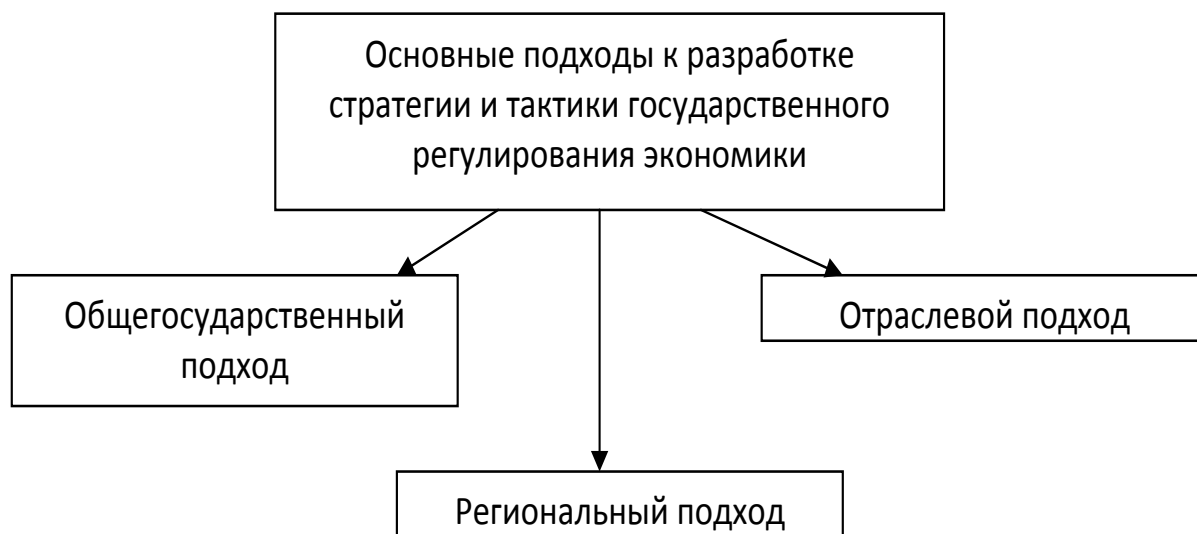 Основные подходы к разработке
стратегии и тактики государственного
регулирования экономики
Общегосударственный
подход
Отраслевой подход
Региональный подход